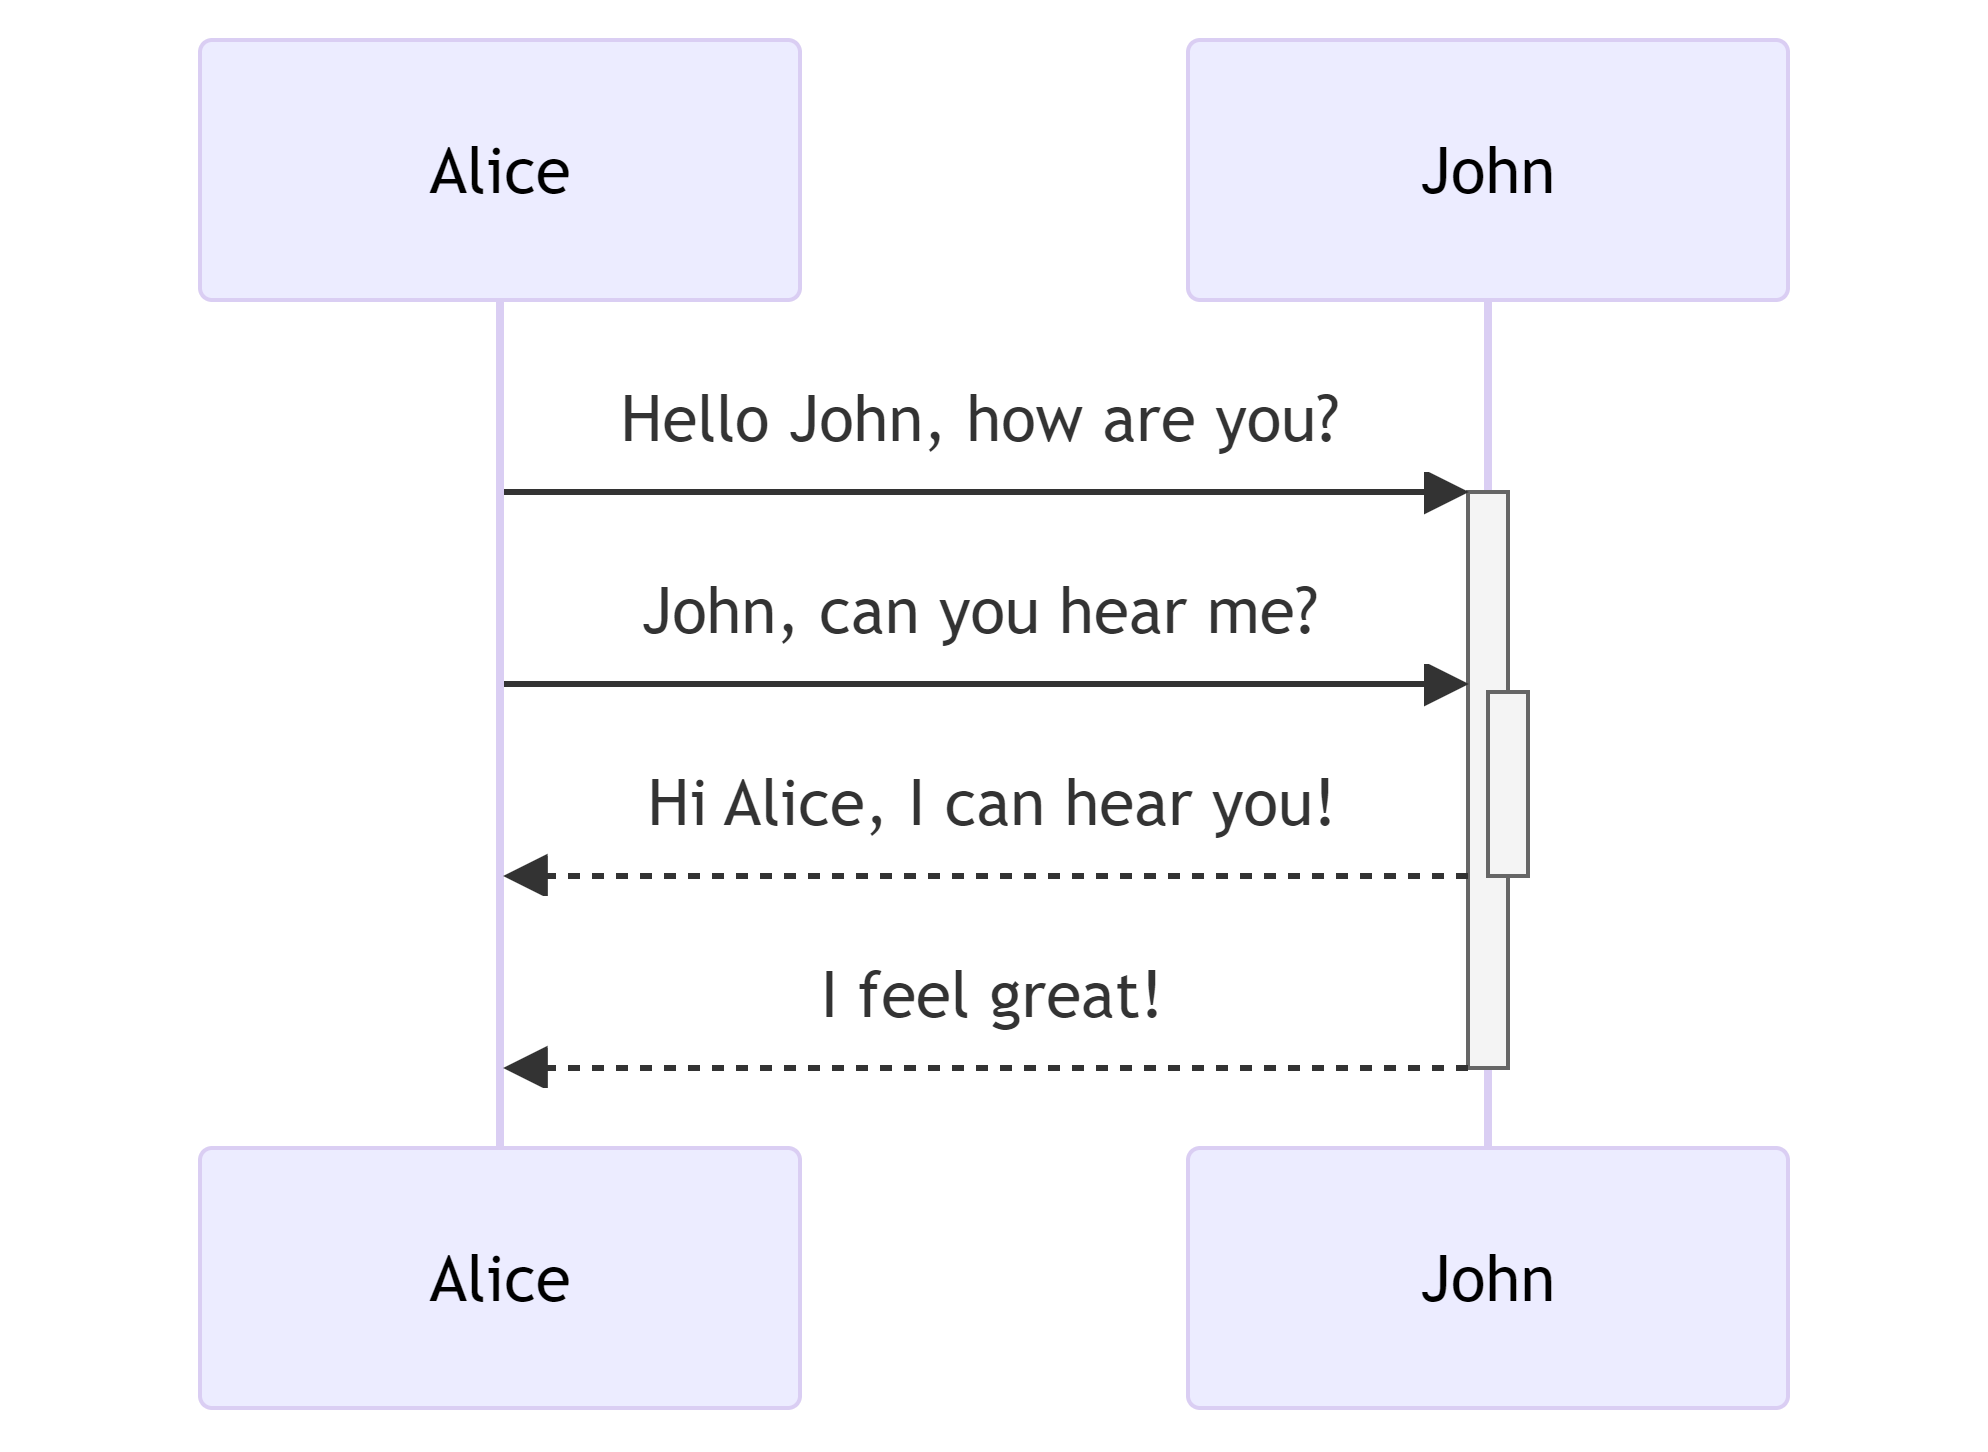 Alice
John
Hello John, how are you?
John, can you hear me?
Hi Alice, I can hear you!
I feel great!
Alice
John